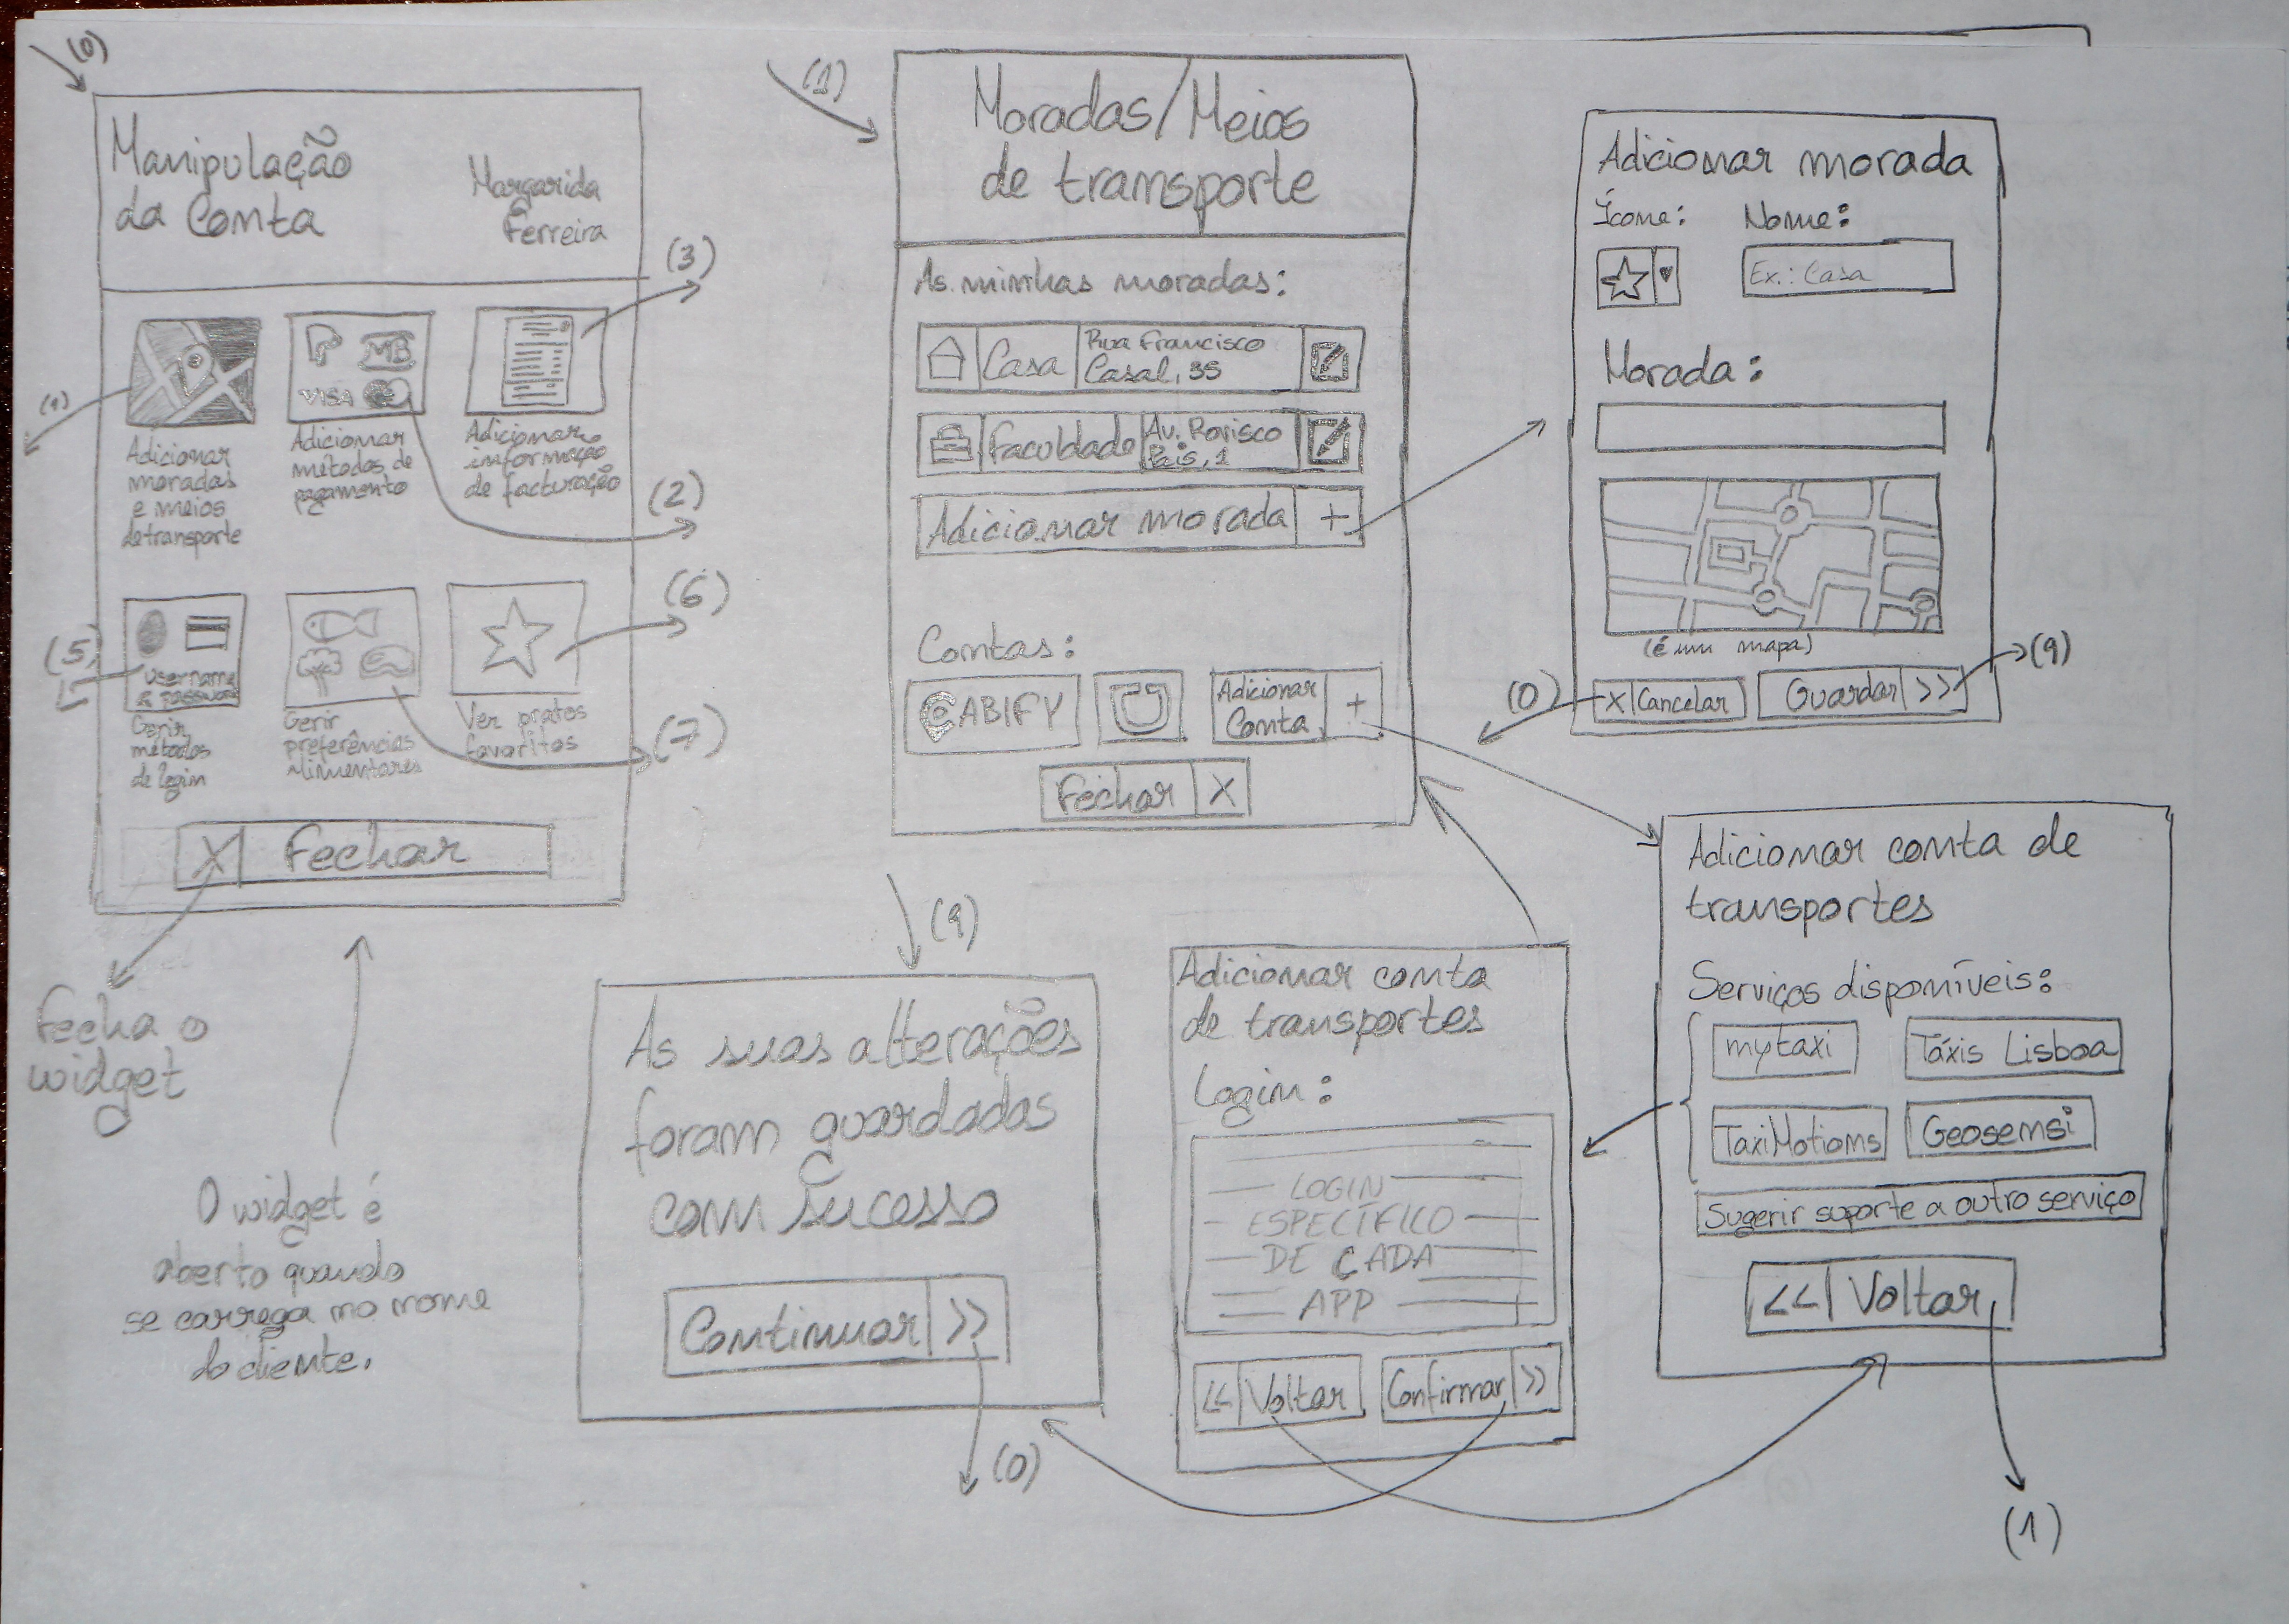 (0)
Manipulação
da Conta
Margarida
Ferreira
(3)
(1)
MB
VISA
Adicionar
moradas
e meios
de transporte
Adicionar
métodos de
pagamento
Adicionar
informação
de facturação
(2)
(5)
username
& password
Gerir
métodos
de login
Gerir
preferências
alimentares
Ver pratos
favoritos
(6)
(7)
X Fechar
Fecha o
widget
O widget é
aberto quando
se carrega no nome
do cliente.
(1)
Moradas/Meios
de transporte
As minhas moradas:
Casa
Rua Francisco
Casal, 35
Faculdade
Av. Rovisco
Pais, 1
Adicionar morada +
Contas:
CABIFY
Adicionar
Conta +
Fechar X
Adicionar morada
Ícone: Nome:
Ex.: Casa
Morada:
(é um mapa)
X Cancelar
Guardar >>
(0)
(9)
(9)
As suas alterações
foram guardadas
com sucesso
Continuar >>
(0)
Adicionar conta
de transportes
Login:
LOGIN
ESPECÍFICO
DE CADA
APP
<< Voltar
Confirmar >>
Adicionar conta de
transportes
Serviços disponíveis:
mytaxi
Táxis Lisboa
TaxiMotions
Geosensi
Sugerir suporte a outro serviço
<< Voltar
(1)